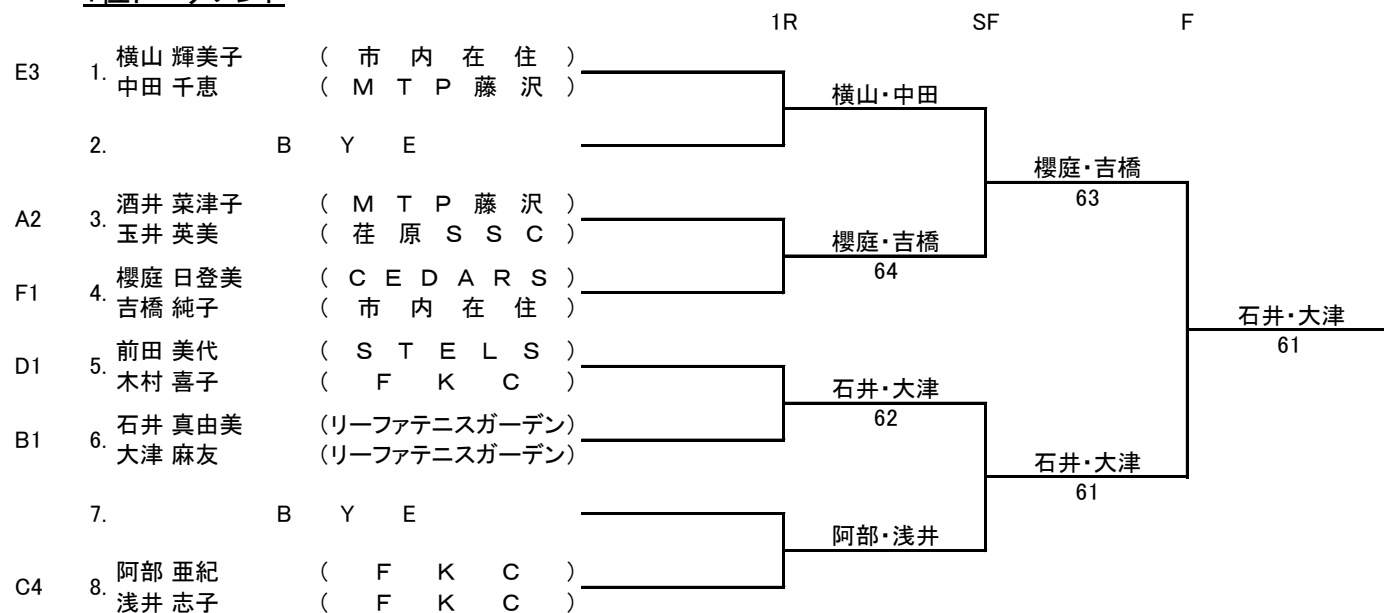 1R SF F
E3 1. 横山 輝美子 ( 市 内 在 住 )
中田 千恵 ( M T P 藤 沢 )
横山・中田
2. B Y E
櫻庭・吉橋
63
A2 3. 酒井 菜津子 ( M T P 藤 沢 )
玉井 英美 ( 荏 原 S S C )
櫻庭・吉橋
64
F1 4. 櫻庭 日登美 ( C E D A R S )
吉橋 純子 ( 市 内 在 住 )
石井・大津
61
D1 5. 前田 美代 ( S T E L S )
木村 喜子 ( F K C )
石井・大津
62
B1 6. 石井 真由美 (リーファテニスガーデン)
大津 麻友 (リーファテニスガーデン)
石井・大津
61
7. B Y E
阿部・浅井
C4 8. 阿部 亜紀 ( F K C )
浅井 志子 ( F K C )